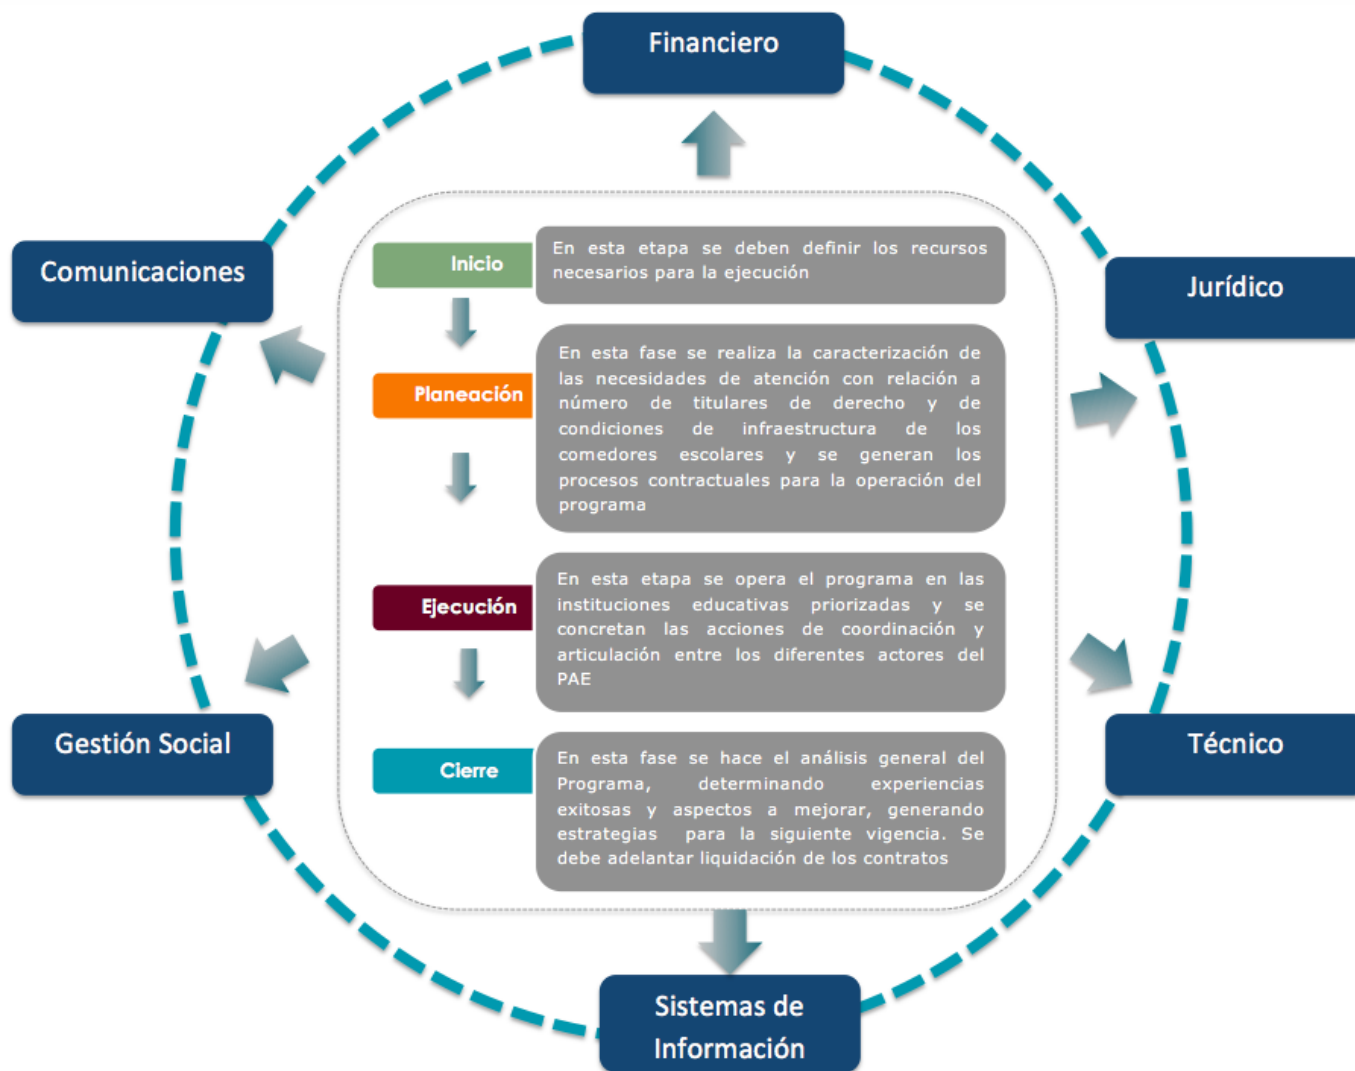 Financiero
Comunicaciones
Jurídico
Inicio
En esta etapa se deben definir los recursos
necesarios para la ejecución
Planeación
En esta fase se realiza la caracterización de
las necesidades de atención con relación a
número de titulares de derecho y de
condiciones de infraestructura de los
comedores escolares y se generan los
procesos contractuales para la operación del
programa
Ejecución
En esta etapa se opera el programa en las
instituciones educativas priorizadas y se
concretan las acciones de coordinación y
articulación entre los diferentes actores del
PAE
Gestión Social
Técnico
Cierre
En esta fase se hace el análisis general del
Programa, determinando experiencias
exitosas y aspectos a mejorar, generando
estrategias para la siguiente vigencia. Se
debe adelantar liquidación de los contratos
Sistemas de
Información